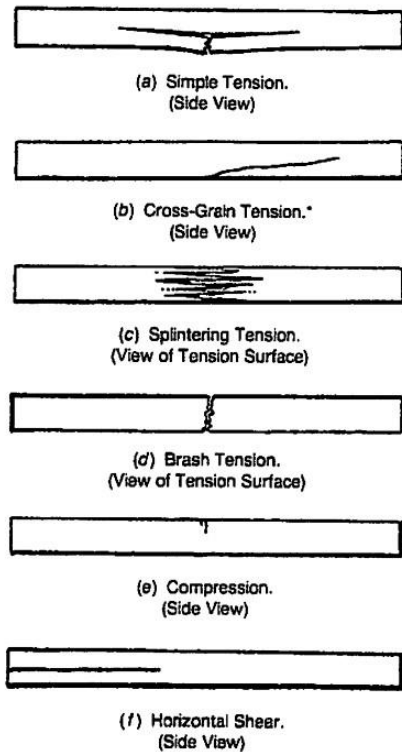 (a) Simple Tension.
(Side View)
(b) Cross-Grain Tension.*
(Side View)
(c) Splintering Tension.
(View of Tension Surface)
(d) Brash Tension.
(View of Tension Surface)
(e) Compression.
(Side View)
(f) Horizontal Shear.
(Side View)